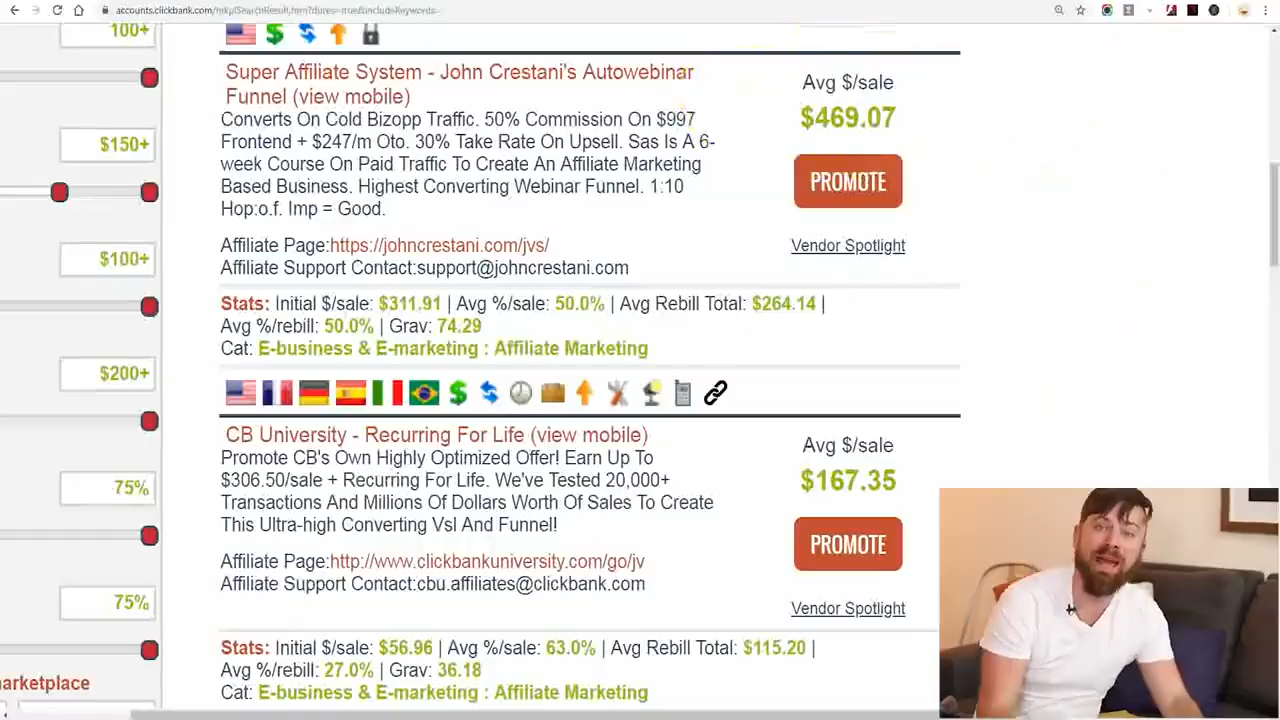 accounts.clickbank.com/mkplSearchResult.htm?dores=true&includeKeywords=
100+
Super Affiliate System - John Crestani's Autowebinar
Funnel (view mobile)
Converts On Cold Bizopp Traffic. 50% Commission On $997
Frontend + $247/m Oto. 30% Take Rate On Upsell. Sas Is A 6-
week Course On Paid Traffic To Create An Affiliate Marketing
Based Business. Highest Converting Webinar Funnel. 1:10
Hop:o.f. Imp = Good.
Avg $/sale
$469.07
PROMOTE
Vendor Spotlight
$150+
Affiliate Page:https://johncrestani.com/jvs/
Affiliate Support Contact:support@johncrestani.com
$100+
Stats: Initial $/sale: $311.91 | Avg %/sale: 50.0% | Avg Rebill Total: $264.14 |
Avg %/rebill: 50.0% | Grav: 74.29
Cat: E-business & E-marketing : Affiliate Marketing
$200+
CB University - Recurring For Life (view mobile)
Promote CB's Own Highly Optimized Offer! Earn Up To
$306.50/sale + Recurring For Life. We've Tested 20,000+
Transactions And Millions Of Dollars Worth Of Sales To Create
This Ultra-high Converting Vsl And Funnel!
Avg $/sale
$167.35
PROMOTE
Vendor Spotlight
75%
Affiliate Page:http://www.clickbankuniversity.com/go/jv
Affiliate Support Contact:cbu.affiliates@clickbank.com
75%
Stats: Initial $/sale: $56.96 | Avg %/sale: 63.0% | Avg Rebill Total: $115.20 |
Avg %/rebill: 27.0% | Grav: 36.18
Cat: E-business & E-marketing : Affiliate Marketing
arketplace